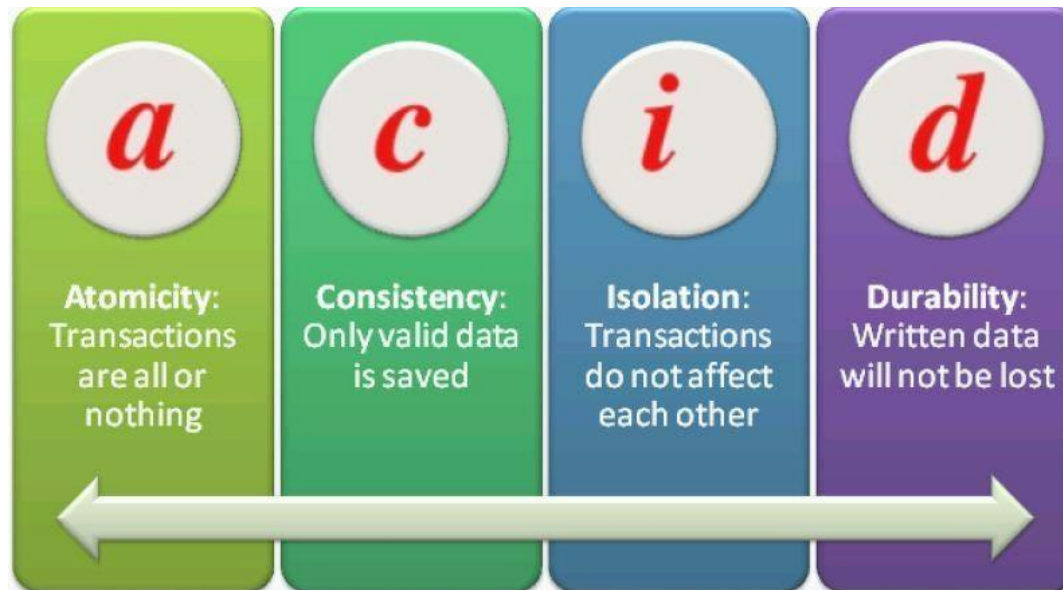 a
Atomicity:
Transactions
are all or
nothing
c
Consistency:
Only valid data
is saved
i
Isolation:
Transactions
do not affect
each other
d
Durability:
Written data
will not be lost